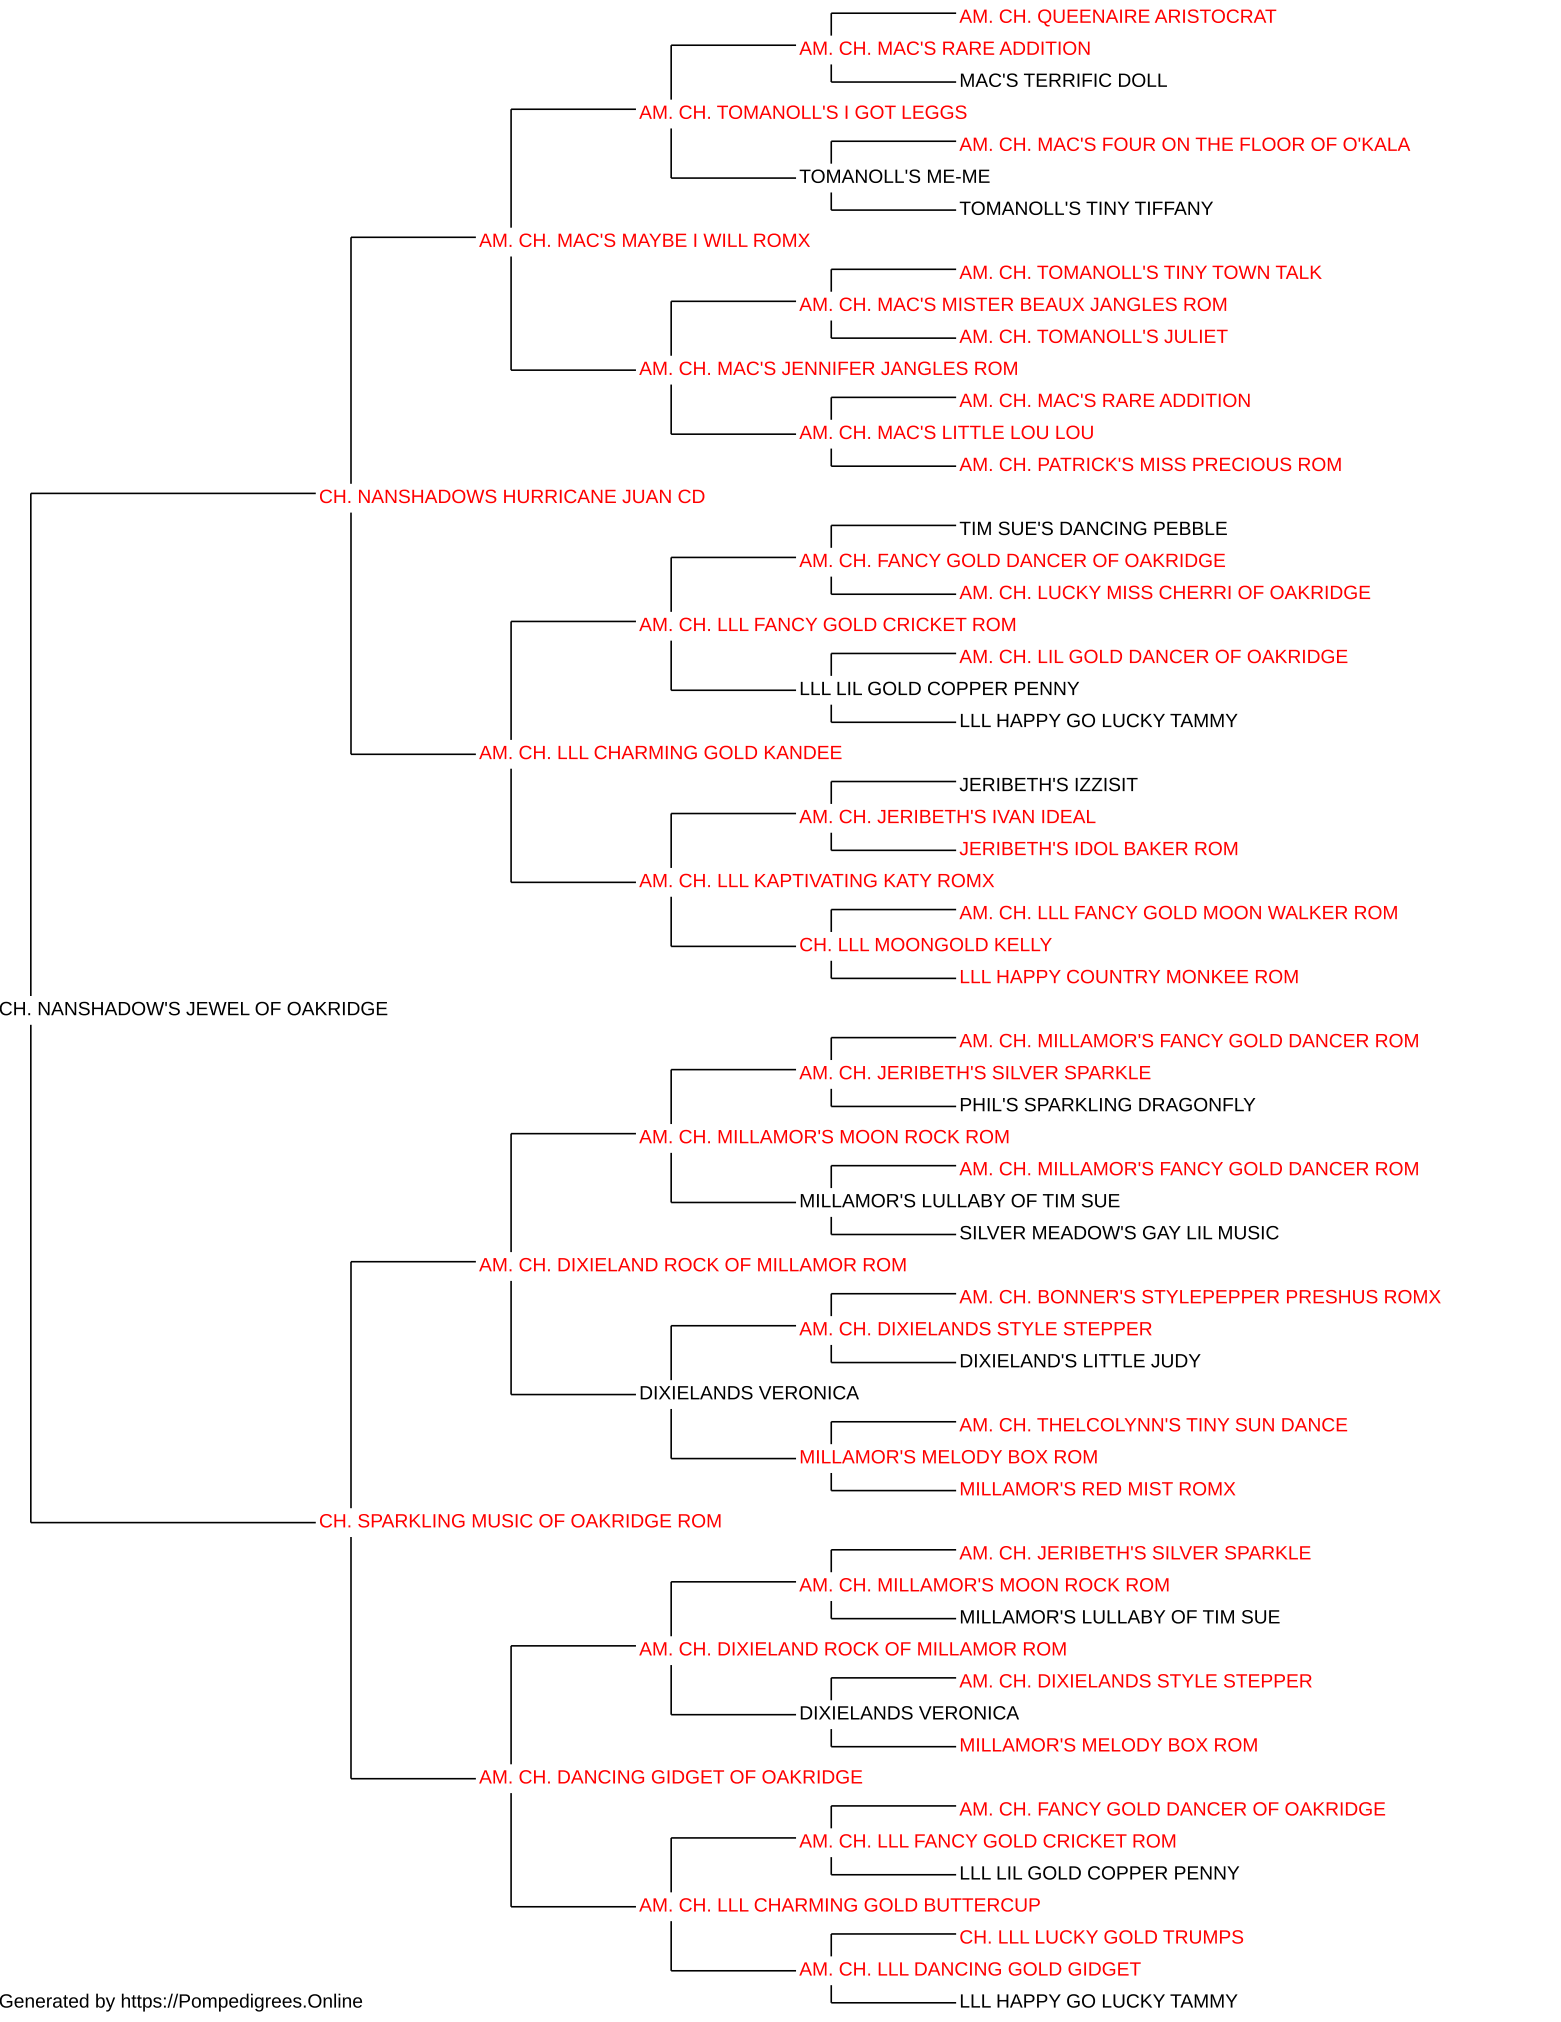 AM. CH. QUEENAIRE ARISTOCRAT
AM. CH. MAC'S RARE ADDITION
MAC'S TERRIFIC DOLL
AM. CH. TOMANOLL'S I GOT LEGGS
AM. CH. MAC'S FOUR ON THE FLOOR OF O'KALA
TOMANOLL'S ME-ME
TOMANOLL'S TINY TIFFANY
AM. CH. MAC'S MAYBE I WILL ROMX
AM. CH. TOMANOLL'S TINY TOWN TALK
AM. CH. MAC'S MISTER BEAUX JANGLES ROM
AM. CH. TOMANOLL'S JULIET
AM. CH. MAC'S JENNIFER JANGLES ROM
AM. CH. MAC'S RARE ADDITION
AM. CH. MAC'S LITTLE LOU LOU
AM. CH. PATRICK'S MISS PRECIOUS ROM
CH. NANSHADOWS HURRICANE JUAN CD
TIM SUE'S DANCING PEBBLE
AM. CH. FANCY GOLD DANCER OF OAKRIDGE
AM. CH. LUCKY MISS CHERRI OF OAKRIDGE
AM. CH. LLL FANCY GOLD CRICKET ROM
AM. CH. LIL GOLD DANCER OF OAKRIDGE
LLL LIL GOLD COPPER PENNY
LLL HAPPY GO LUCKY TAMMY
AM. CH. LLL CHARMING GOLD KANDEE
JERIBETH'S IZZISIT
AM. CH. JERIBETH'S IVAN IDEAL
JERIBETH'S IDOL BAKER ROM
AM. CH. LLL KAPTIVATING KATY ROMX
AM. CH. LLL FANCY GOLD MOON WALKER ROM
CH. LLL MOONGOLD KELLY
LLL HAPPY COUNTRY MONKEE ROM
CH. NANSHADOW'S JEWEL OF OAKRIDGE
AM. CH. MILLAMOR'S FANCY GOLD DANCER ROM
AM. CH. JERIBETH'S SILVER SPARKLE
PHIL'S SPARKLING DRAGONFLY
AM. CH. MILLAMOR'S MOON ROCK ROM
AM. CH. MILLAMOR'S FANCY GOLD DANCER ROM
MILLAMOR'S LULLABY OF TIM SUE
SILVER MEADOW'S GAY LIL MUSIC
AM. CH. DIXIELAND ROCK OF MILLAMOR ROM
AM. CH. BONNER'S STYLEPEPPER PRESHUS ROMX
AM. CH. DIXIELANDS STYLE STEPPER
DIXIELAND'S LITTLE JUDY
DIXIELANDS VERONICA
AM. CH. THELCOLYNN'S TINY SUN DANCE
MILLAMOR'S MELODY BOX ROM
MILLAMOR'S RED MIST ROMX
CH. SPARKLING MUSIC OF OAKRIDGE ROM
AM. CH. JERIBETH'S SILVER SPARKLE
AM. CH. MILLAMOR'S MOON ROCK ROM
MILLAMOR'S LULLABY OF TIM SUE
AM. CH. DIXIELAND ROCK OF MILLAMOR ROM
AM. CH. DIXIELANDS STYLE STEPPER
DIXIELANDS VERONICA
MILLAMOR'S MELODY BOX ROM
AM. CH. DANCING GIDGET OF OAKRIDGE
AM. CH. FANCY GOLD DANCER OF OAKRIDGE
AM. CH. LLL FANCY GOLD CRICKET ROM
LLL LIL GOLD COPPER PENNY
AM. CH. LLL CHARMING GOLD BUTTERCUP
CH. LLL LUCKY GOLD TRUMPS
AM. CH. LLL DANCING GOLD GIDGET
LLL HAPPY GO LUCKY TAMMY
Generated by https://Pompedigrees.Online